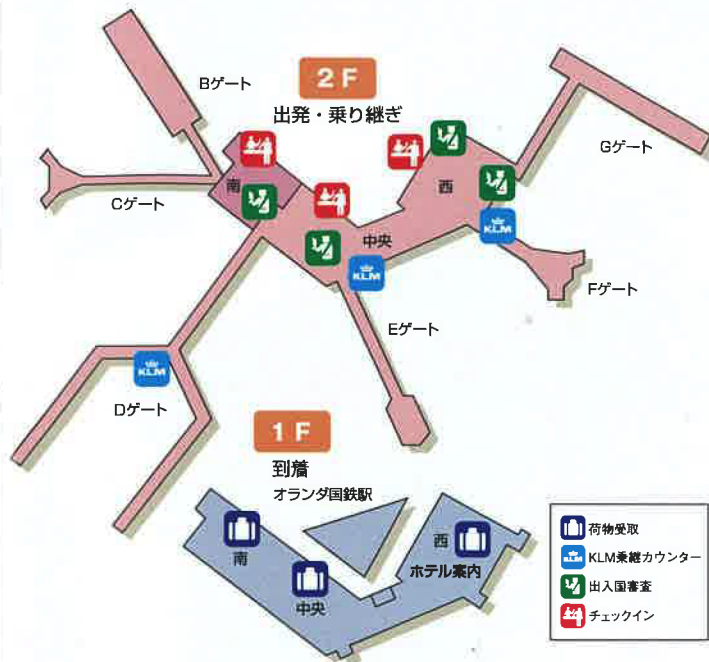 2F
出発・乗り継ぎ
Bゲート
Gゲート
南
西
Cゲート
中央
KLM
KLM
Fゲート
Eゲート
KLM
Dゲート
1F
到着
オランダ国鉄駅
南
西
中央
ホテル案内
荷物受取
KLM KLM乗継カウンター
出入国審査
チェックイン